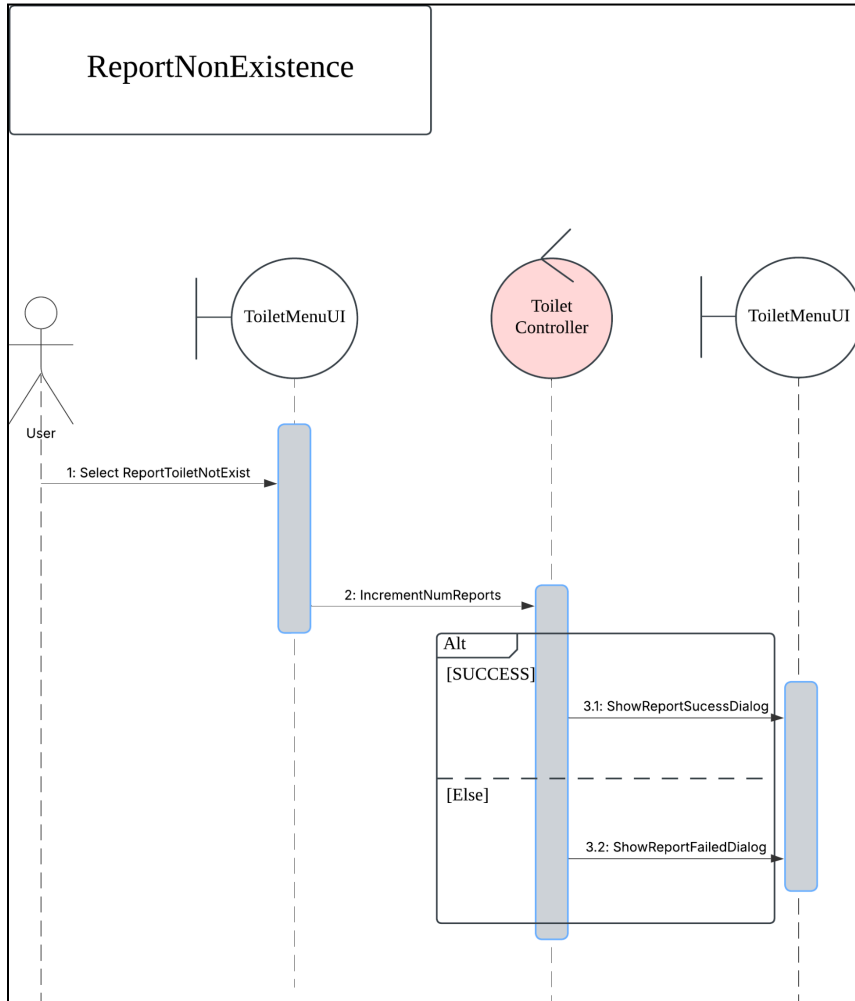 ReportNonExistence
ToiletMenuUI
Toilet
Controller
ToiletMenuUI
User
1: Select ReportToiletNotExist
2: IncrementNumReports
Alt
[SUCCESS]
3.1: ShowReportSucessDialog
[Else]
3.2: ShowReportFailedDialog